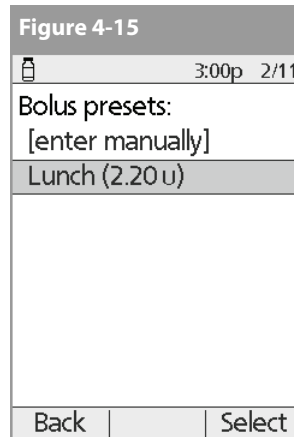 Figure 4-15
3:00p 2/11
Bolus presets:
[enter manually]
Lunch (2.20 U)
Back Select